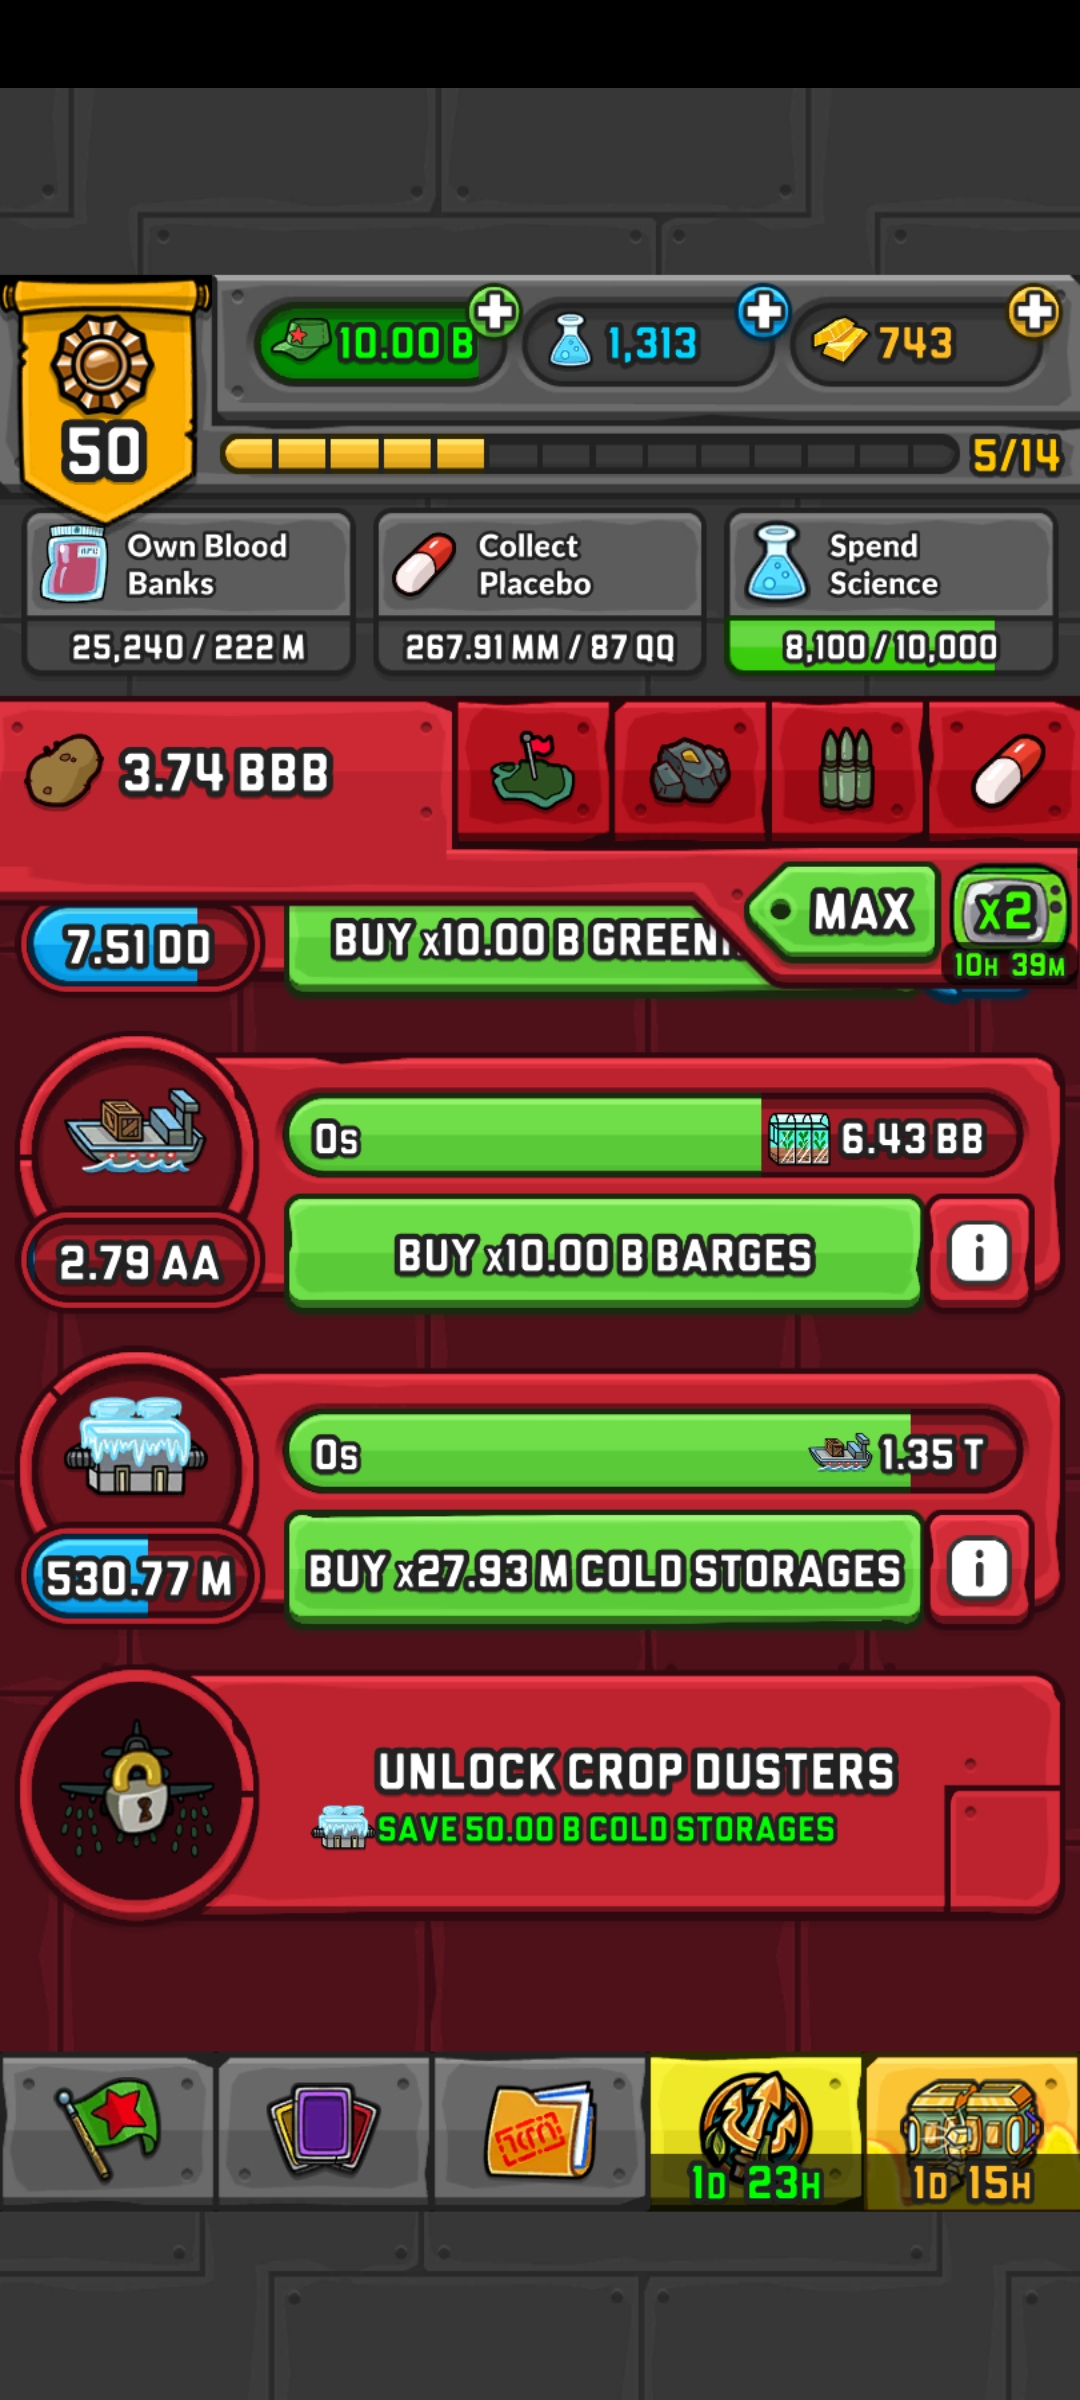 10.00 B
1,313
743
50
5/14
Own Blood
Banks
25,240 / 222 M
Collect
Placebo
267.91 MM / 87 QQ
Spend
Science
8,100 / 10,000
3.74 BBB
MAX
x2
10H 39M
7.51 DD
BUY x10.00 B
0s
6.43 BB
2.79 AA
BUY x10.00 B BARGES
i
0s
1.35 T
530.77 M
BUY x27.93 M COLD STORAGES
i
UNLOCK CROP DUSTERS
SAVE 50.00 B COLD STORAGES
1D 23H
1D 15H